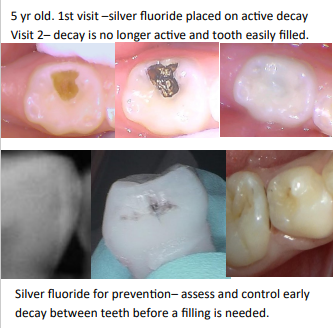 5 yr old. 1st visit –silver fluoride placed on active decay
Visit 2– decay is no longer active and tooth easily filled.
Silver fluoride for prevention– assess and control early
decay between teeth before a filling is needed.